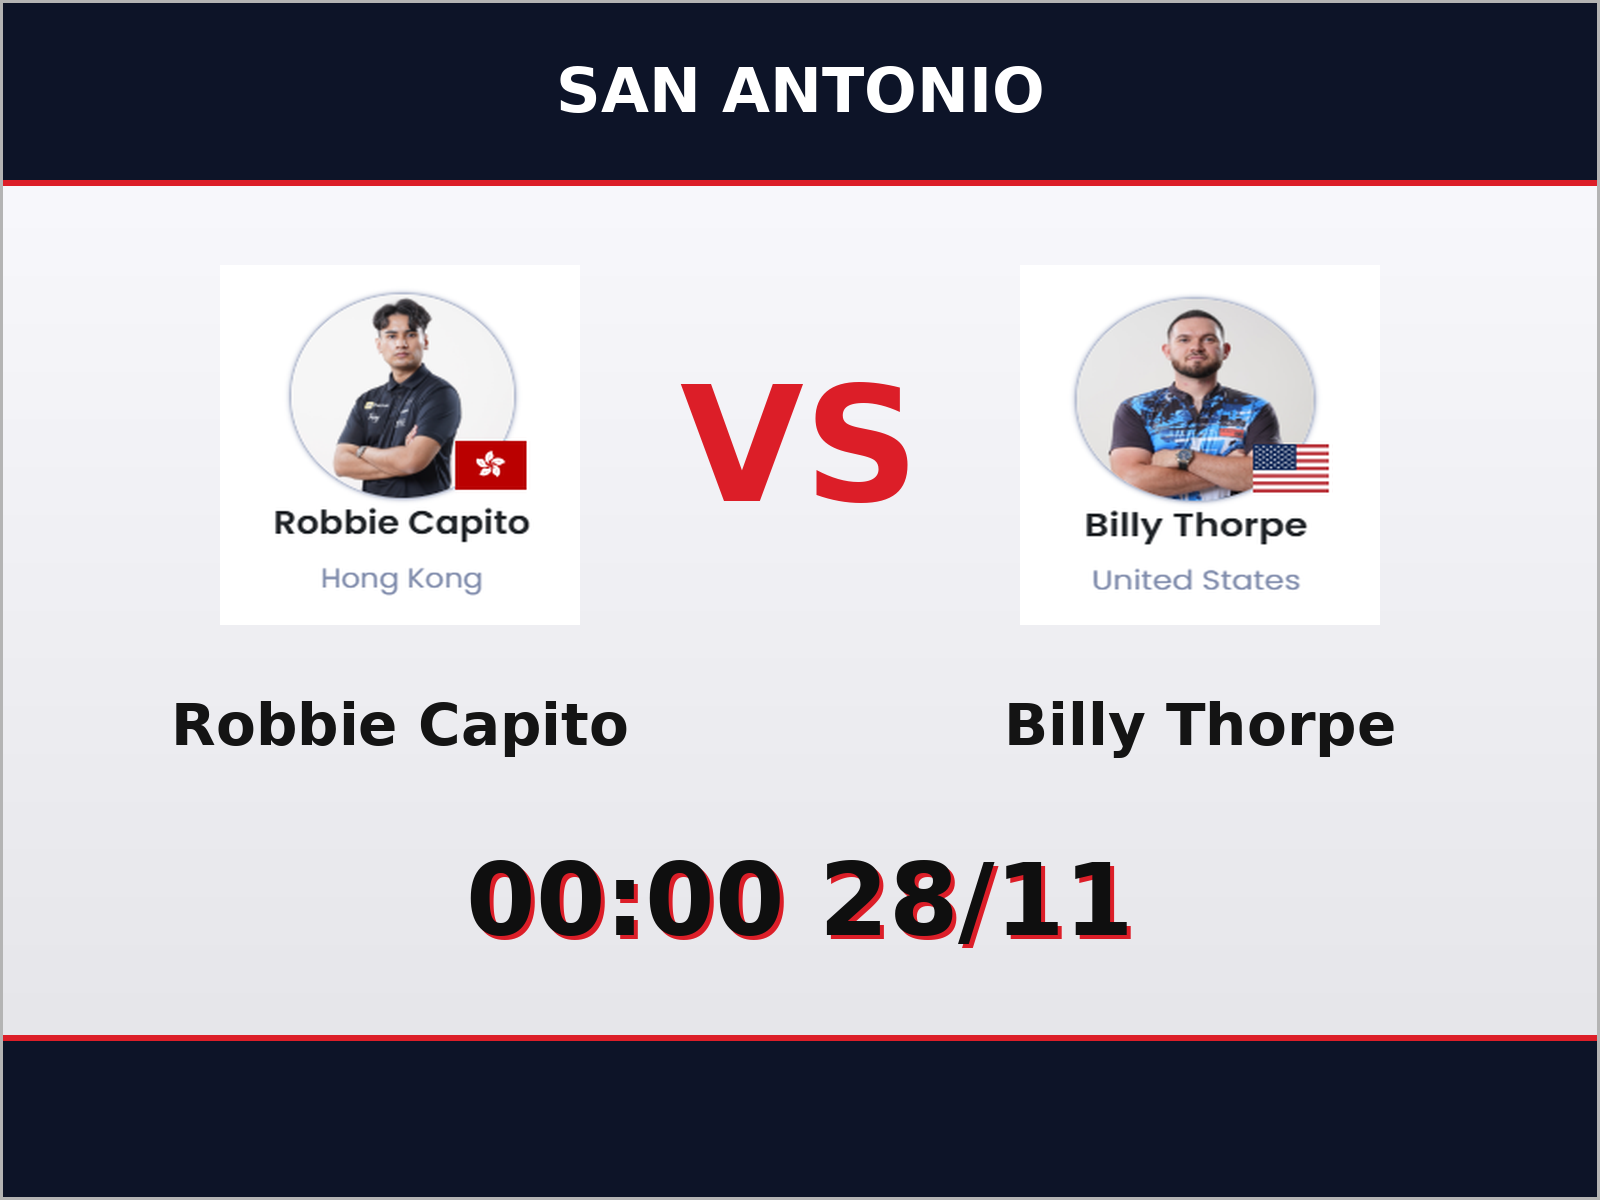 SAN ANTONIO
VS
Robbie Capito
Hong Kong
Billy Thorpe
United States
Robbie Capito
Billy Thorpe
00:00 28/11